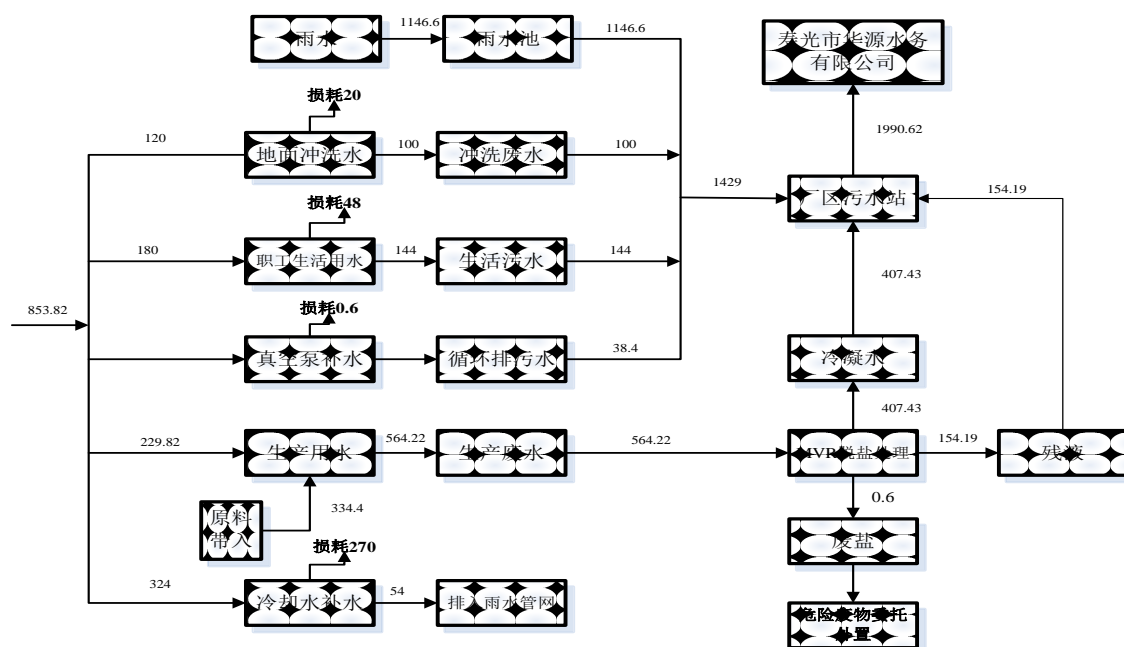 雨水
1146.6
雨水池
1146.6
寿光市华源水务
有限公司
损耗20
1990.62
120
地面冲洗水
100
冲洗废水
100
1429
厂区污水站
154.19
损耗48
180
职工生活用水
144
生活污水
144
407.43
853.82
损耗0.6
真空泵补水
循环排污水
38.4
冷凝水
407.43
229.82
生产用水
564.22
生产废水
564.22
MVR脱盐处理
154.19
残液
原料
带入
334.4
0.6
废盐
损耗270
324
冷却水补水
54
排入雨水管网
危险废物委托
处置